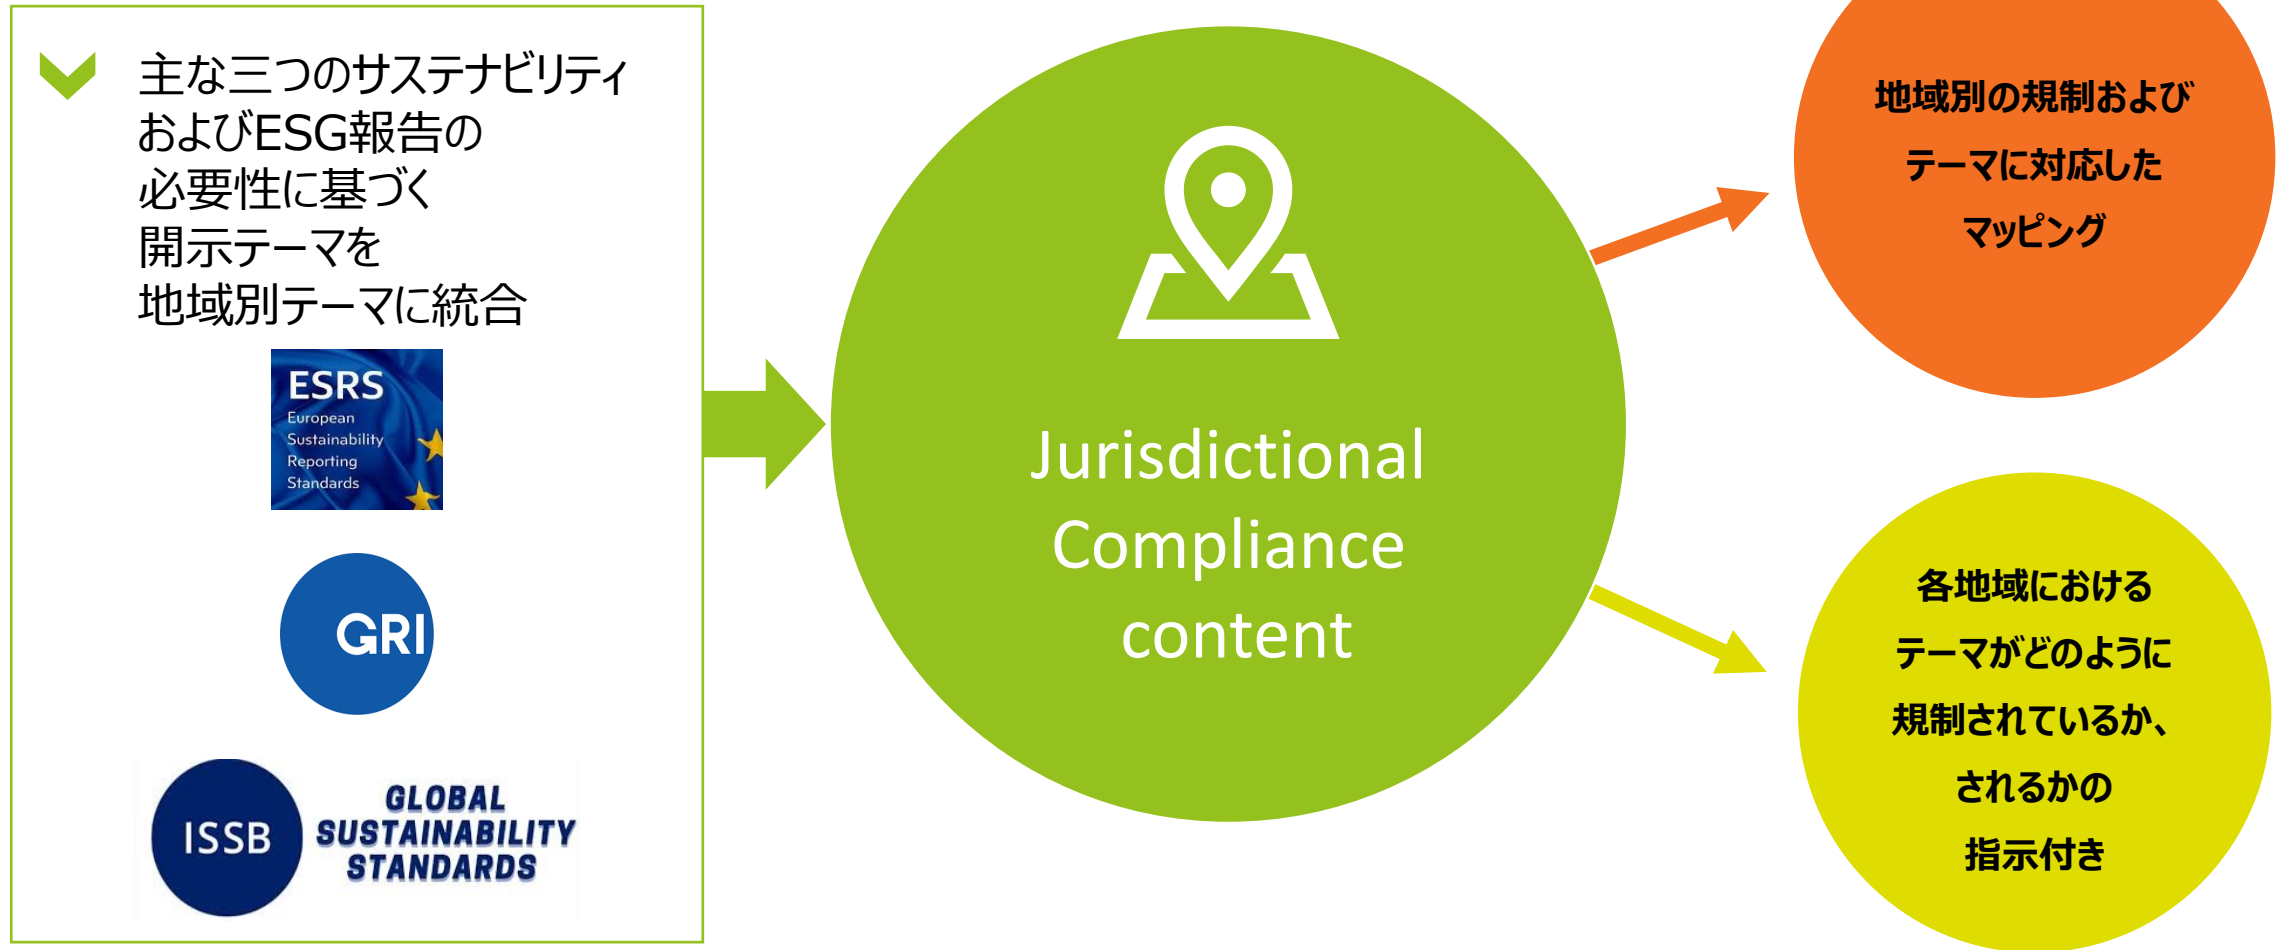 主な三つのサステナビリティ
およびESG報告の
必要性に基づく
開示テーマを
地域別テーマに統合
ESRS
European
Sustainability
Reporting
Standards
GRI
ISSB
GLOBAL
SUSTAINABILITY
STANDARDS
Jurisdictional
Compliance
content
地域別の規制および
テーマに対応した
マッピング
各地域における
テーマがどのように
規制されているか、
されるかの
指示付き